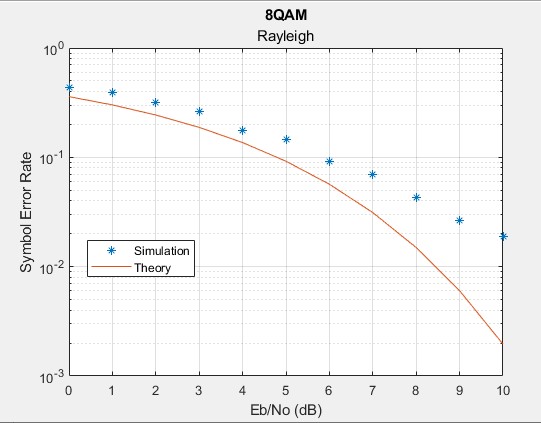 8QAM
Rayleigh
10^0
10^-1
10^-2
10^-3
Symbol Error Rate
Simulation
Theory
0 1 2 3 4 5 6 7 8 9 10
Eb/No (dB)